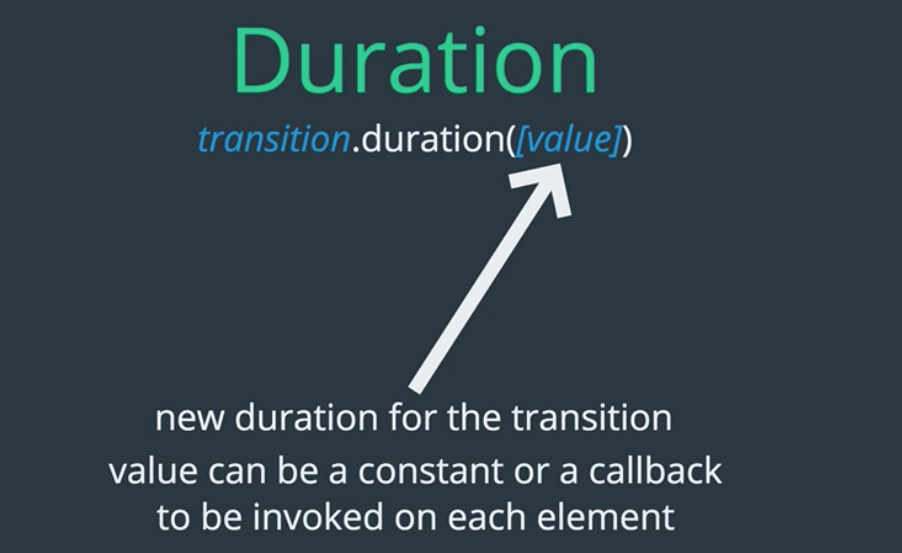 Duration
transition.duration([value])
new duration for the transition
value can be a constant or a callback
to be invoked on each element